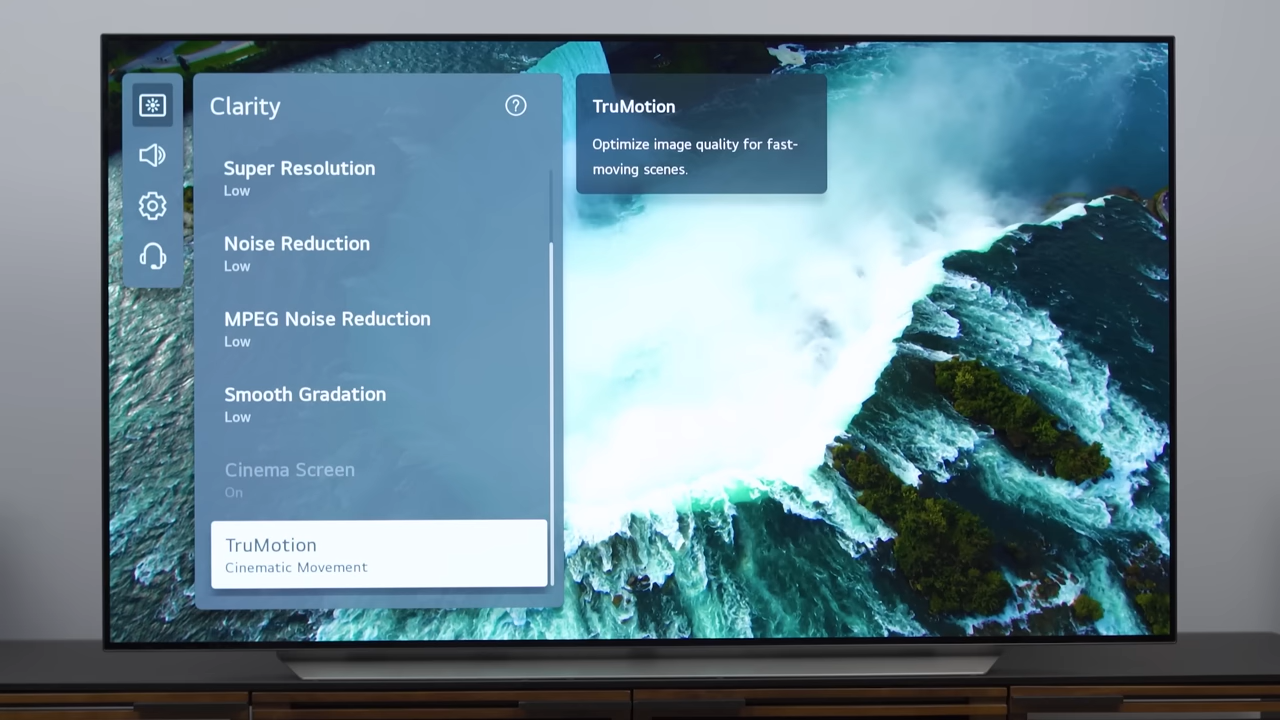 Clarity
Super Resolution
Low
Noise Reduction
Low
MPEG Noise Reduction
Low
Smooth Gradation
Low
Cinema Screen
On
TruMotion
Cinematic Movement
TruMotion
Optimize image quality for fast-
moving scenes.